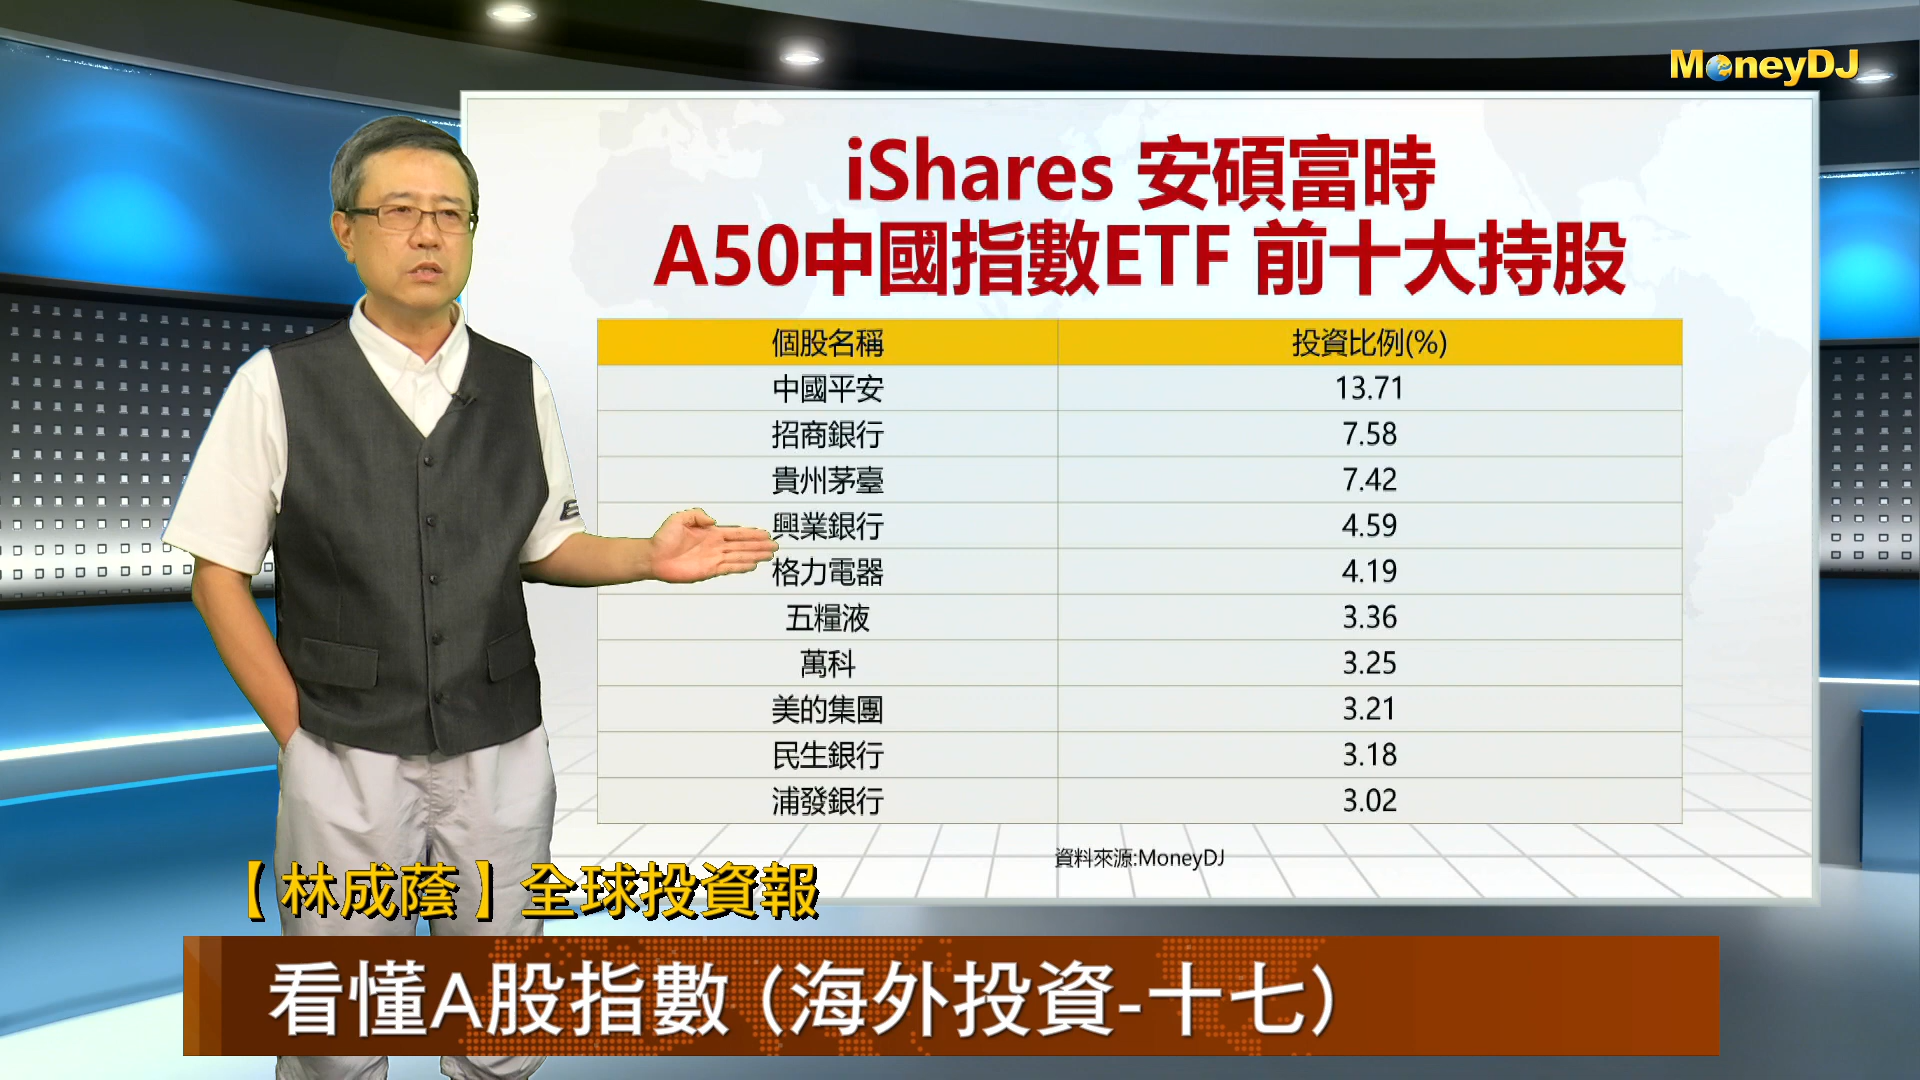 MoneyDJ
iShares 安碩富時
A50中國指數ETF 前十大持股
個股名稱 投資比例(%)
中國平安 13.71
招商銀行 7.58
貴州茅臺 7.42
興業銀行 4.59
格力電器 4.19
五糧液 3.36
萬科 3.25
美的集團 3.21
民生銀行 3.18
浦發銀行 3.02
資料來源:MoneyDJ
【林成蔭】全球投資報
看懂A股指數（海外投資-十七）